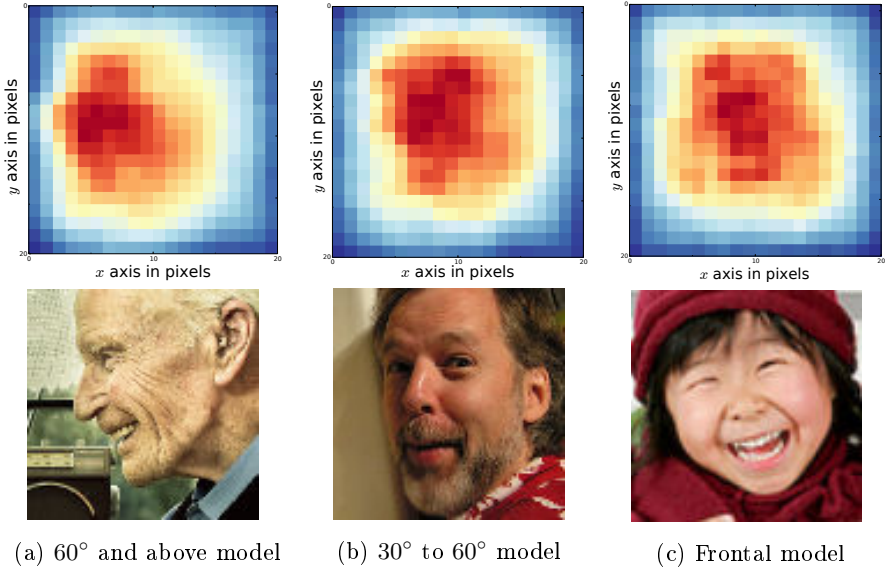 0
20
y axis in pixels
0
10
20
x axis in pixels
0
20
y axis in pixels
0
10
20
x axis in pixels
0
20
y axis in pixels
0
10
20
x axis in pixels
(a) 60° and above model
(b) 30° to 60° model
(c) Frontal model